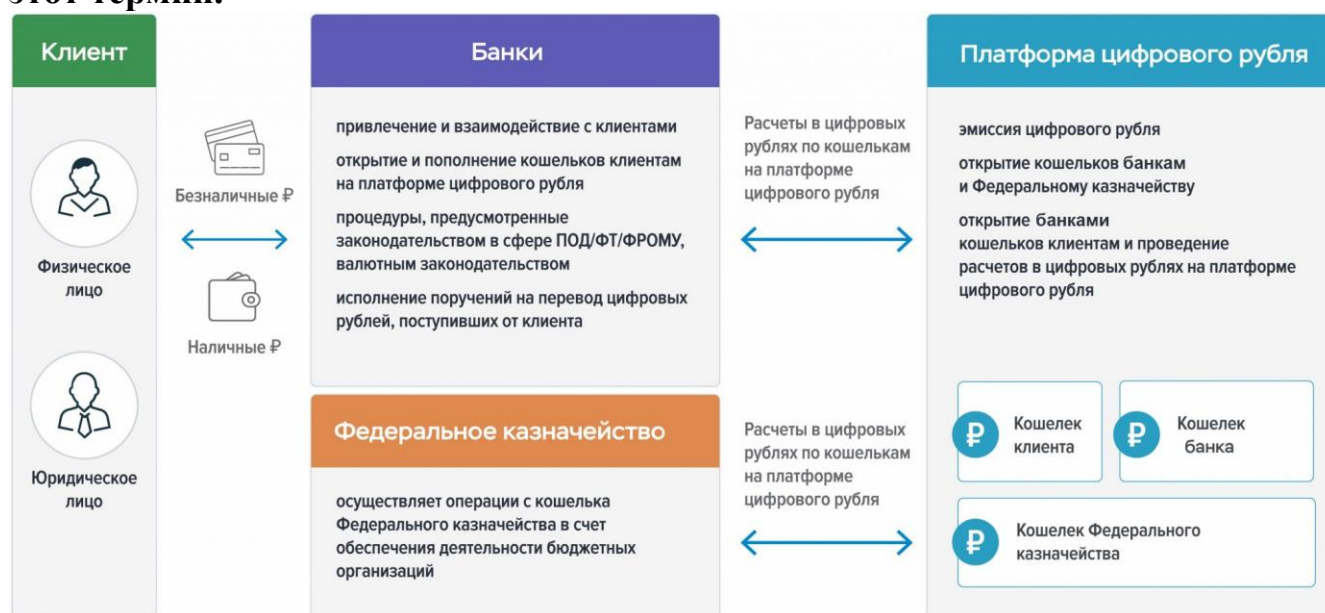 этот термин.
Клиент
Физическое
лицо
Юридическое
лицо
Безналичные ₽
Наличные ₽
Банки
привлечение и взаимодействие с клиентами
открытие и пополнение кошельков клиентам
на платформе цифрового рубля
процедуры, предусмотренные
законодательством в сфере ПОД/ФТ/ФРОМУ,
валютным законодательством
исполнение поручений на перевод цифровых
рублей, поступивших от клиента
Федеральное казначейство
осуществляет операции с кошелька
Федерального казначейства в счет
обеспечения деятельности бюджетных
организаций
Расчеты в цифровых
рублях по кошелькам
на платформе
цифрового рубля
Расчеты в цифровых
рублях по кошелькам
на платформе
цифрового рубля
Платформа цифрового рубля
эмиссия цифрового рубля
открытие кошельков банкам
и Федеральному казначейству
открытие банками
кошельков клиентам и проведение
расчетов в цифровых рублях на платформе
цифрового рубля
₽
Кошелек
клиента
₽
Кошелек
банка
₽
Кошелек Федерального
казначейства